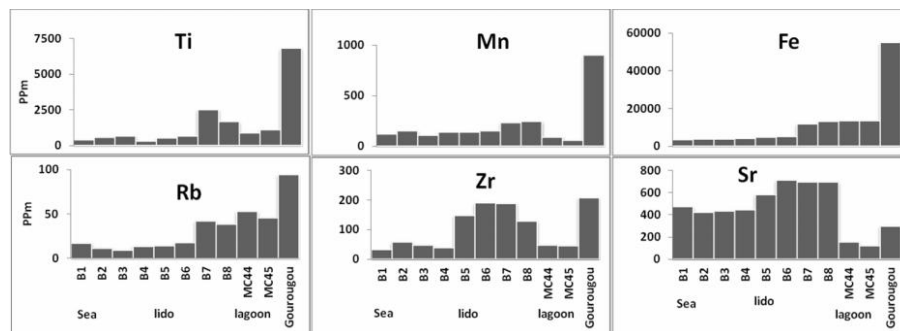 Ti
Mn
Fe
PPm
7500
5000
2500
0
1000
500
0
60000
40000
20000
0
Rb
Zr
Sr
PPm
100
50
0
300
200
100
0
800
600
400
200
0
B1 B2 B3 B4 B5 B6 B7 B8 MC44 MC45 Gourougou
Sea lido lagoon
B1 B2 B3 B4 B5 B6 B7 B8 MC44 MC45 Gourougou
Sea lido lagoon
B1 B2 B3 B4 B5 B6 B7 B8 MC44 MC45 Gourougou
Sea lido lagoon